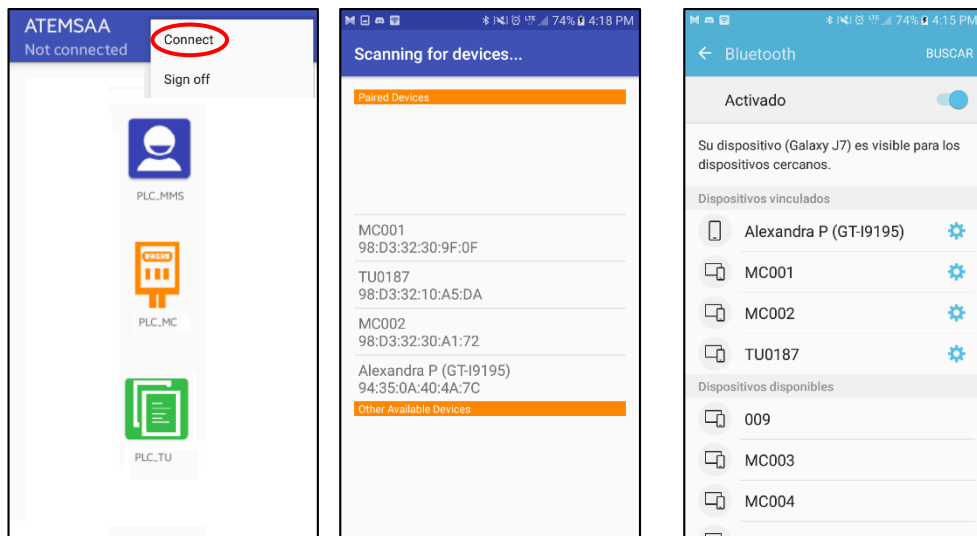 ATEMSAA
Not connected
Connect
Sign off
PLC_MMS
PLC_MC
PLC_TU
74% 4:18 PM
Scanning for devices...
Paired Devices
MC001
98:D3:32:30:9F:0F
TU0187
98:D3:32:10:A5:DA
MC002
98:D3:32:30:A1:72
Alexandra P (GT-I9195)
94:35:0A:40:4A:7C
Other Available Devices
74% 4:15 PM
Bluetooth
BUSCAR
Activado
Su dispositivo (Galaxy J7) es visible para los
dispositivos cercanos.
Dispositivos vinculados
Alexandra P (GT-I9195)
MC001
MC002
TU0187
Dispositivos disponibles
009
MC003
MC004